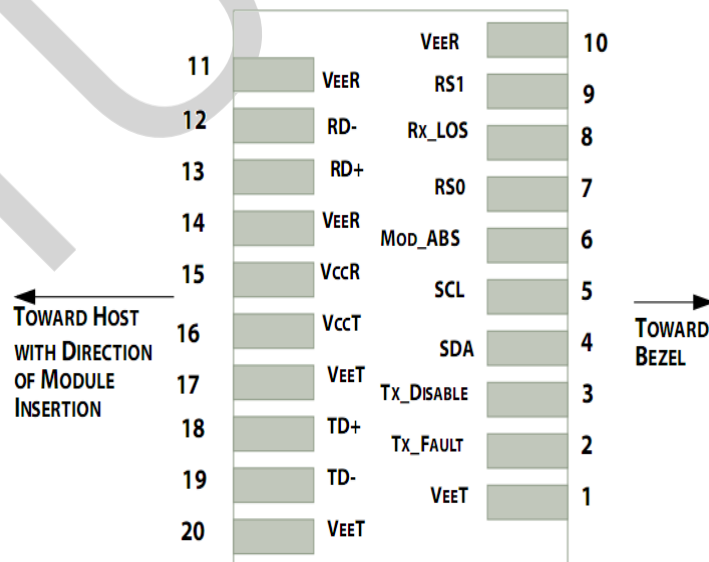 VEER 10
11 VEER
RS1 9
12 RD-
RX_LOS 8
13 RD+
RS0 7
14 VEER
MOD_ABS 6
15 VCCR
SCL 5
16 VCCT
SDA 4
17 VEET
TX_DISABLE 3
18 TD+
TX_FAULT 2
19 TD-
VEET 1
20 VEET
TOWARD HOST
WITH DIRECTION
OF MODULE
INSERTION
TOWARD
BEZEL